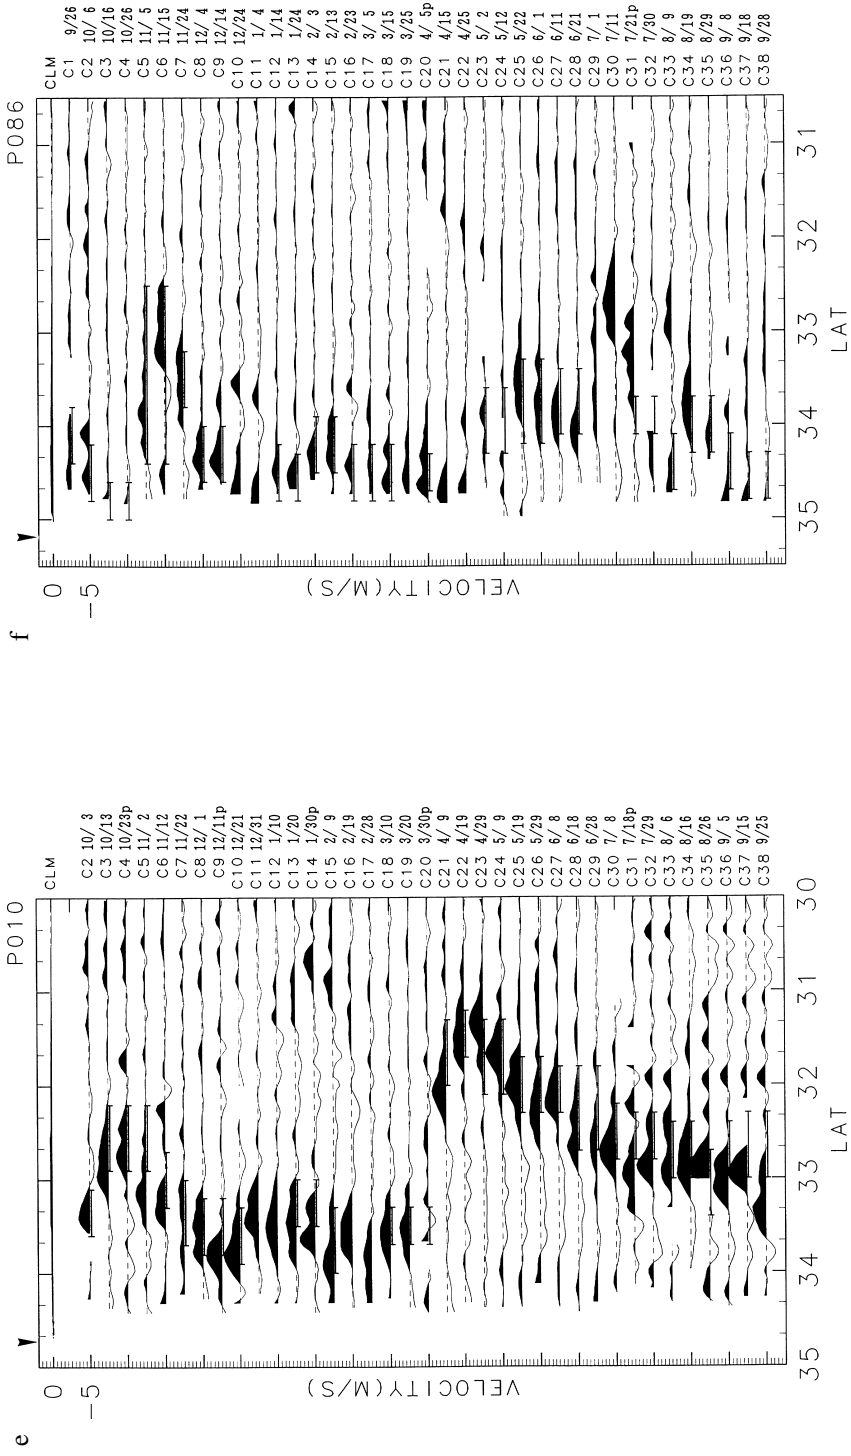 f
P086
CLM
C1 9/26
C2 10/ 6
C3 10/16
C4 10/26
C5 11/ 5
C6 11/15
C7 11/24
C8 12/ 4
C9 12/14
C10 12/24
C11 1/ 4
C12 1/14
C13 1/24
C14 2/ 3
C15 2/13
C16 2/23
C17 3/ 5
C18 3/15
C19 3/25
C20 4/ 5p
C21 4/15
C22 4/25
C23 5/ 2
C24 5/12
C25 5/22
C26 6/ 1
C27 6/11
C28 6/21
C29 7/ 1
C30 7/11
C31 7/21p
C32 7/30
C33 8/ 9
C34 8/19
C35 8/29
C36 9/ 8
C37 9/18
C38 9/28
0
-5
VELOCITY(M/S)
35 34 33 32 31
LAT
e
P010
CLM
C2 10/ 3
C3 10/13
C4 10/23p
C5 11/ 2
C6 11/12
C7 11/22
C8 12/ 1
C9 12/11p
C10 12/21
C11 12/31
C12 1/10
C13 1/20
C14 1/30p
C15 2/ 9
C16 2/19
C17 2/28
C18 3/10
C19 3/20
C20 3/30p
C21 4/ 9
C22 4/19
C23 4/29
C24 5/ 9
C25 5/19
C26 5/29
C27 6/ 8
C28 6/18
C29 6/28
C30 7/ 8
C31 7/18p
C32 7/29
C33 8/ 6
C34 8/16
C35 8/26
C36 9/ 5
C37 9/15
C38 9/25
0
-5
VELOCITY(M/S)
35 34 33 32 31 30
LAT